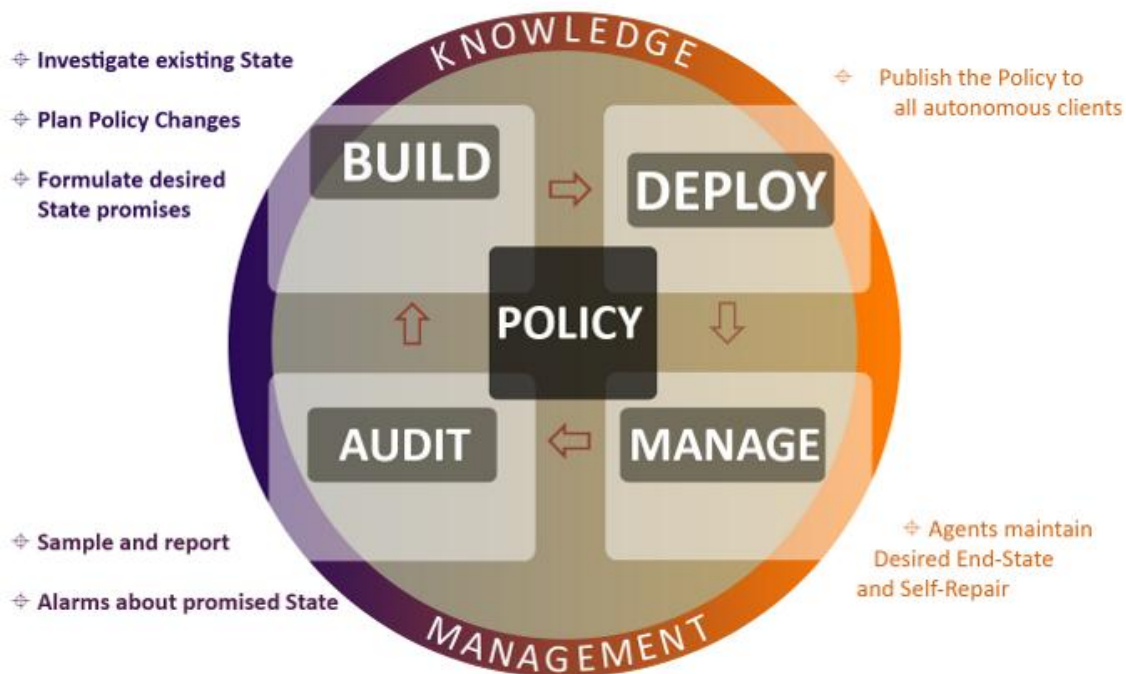 KNOWLEDGE
Investigate existing State
Plan Policy Changes
Formulate desired
State promises
BUILD
DEPLOY
Publish the Policy to
all autonomous clients
POLICY
AUDIT
MANAGE
Sample and report
Alarms about promised State
Agents maintain
Desired End-State
and Self-Repair
MANAGEMENT